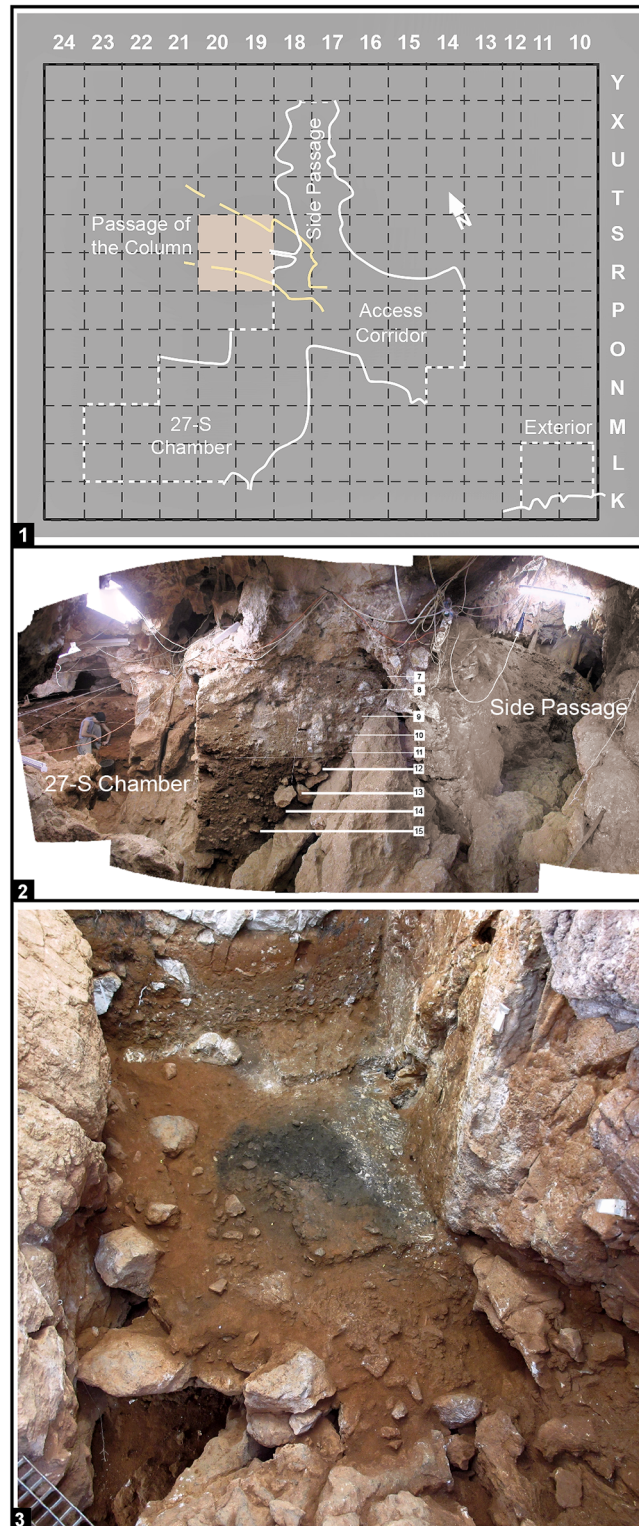 24 23 22 21 20 19 18 17 16 15 14 13 12 11 10
Y
X
U
T
S
R
P
O
N
M
L
K
Side Passage
N
Passage of
the Column
Access
Corridor
27-S
Chamber
Exterior
1
7
8
9
10
11
12
13
14
15
Side Passage
27-S Chamber
2
3